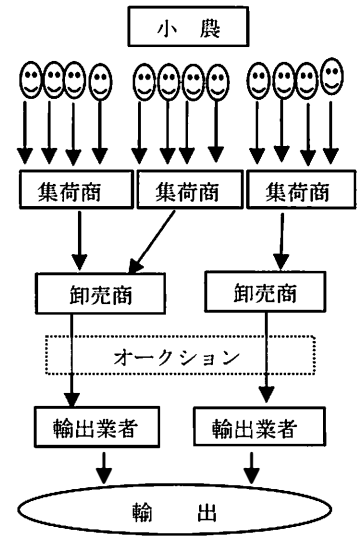 小 農
集荷商 集荷商 集荷商
卸売商 卸売商
オークション
輸出業者 輸出業者
輸 出